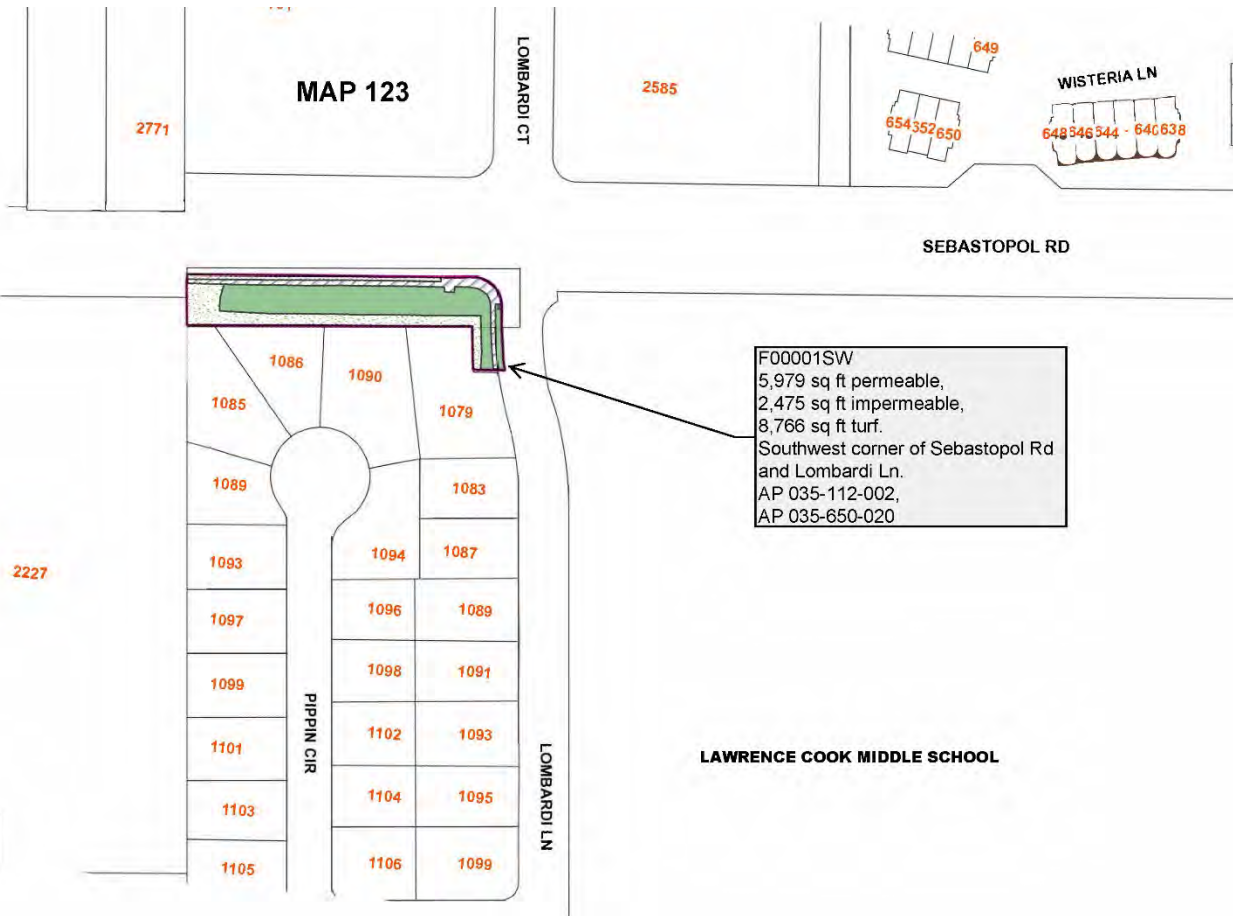 MAP 123
LOMBARDI CT
2771
2585
649
WISTERIA LN
654 352 650
648 646 644 - 640 638
SEBASTOPOL RD
1086
1090
1085
1079
F00001SW
5,979 sq ft permeable,
2,475 sq ft impermeable,
8,766 sq ft turf.
Southwest corner of Sebastopol Rd
and Lombardi Ln.
AP 035-112-002,
AP 035-650-020
1089
1083
1093
1094
1087
2227
1097
1096
1089
1099
1098
1091
PIPPIN CIR
1101
1102
1093
LOMBARDI LN
LAWRENCE COOK MIDDLE SCHOOL
1103
1104
1095
1105
1106
1099